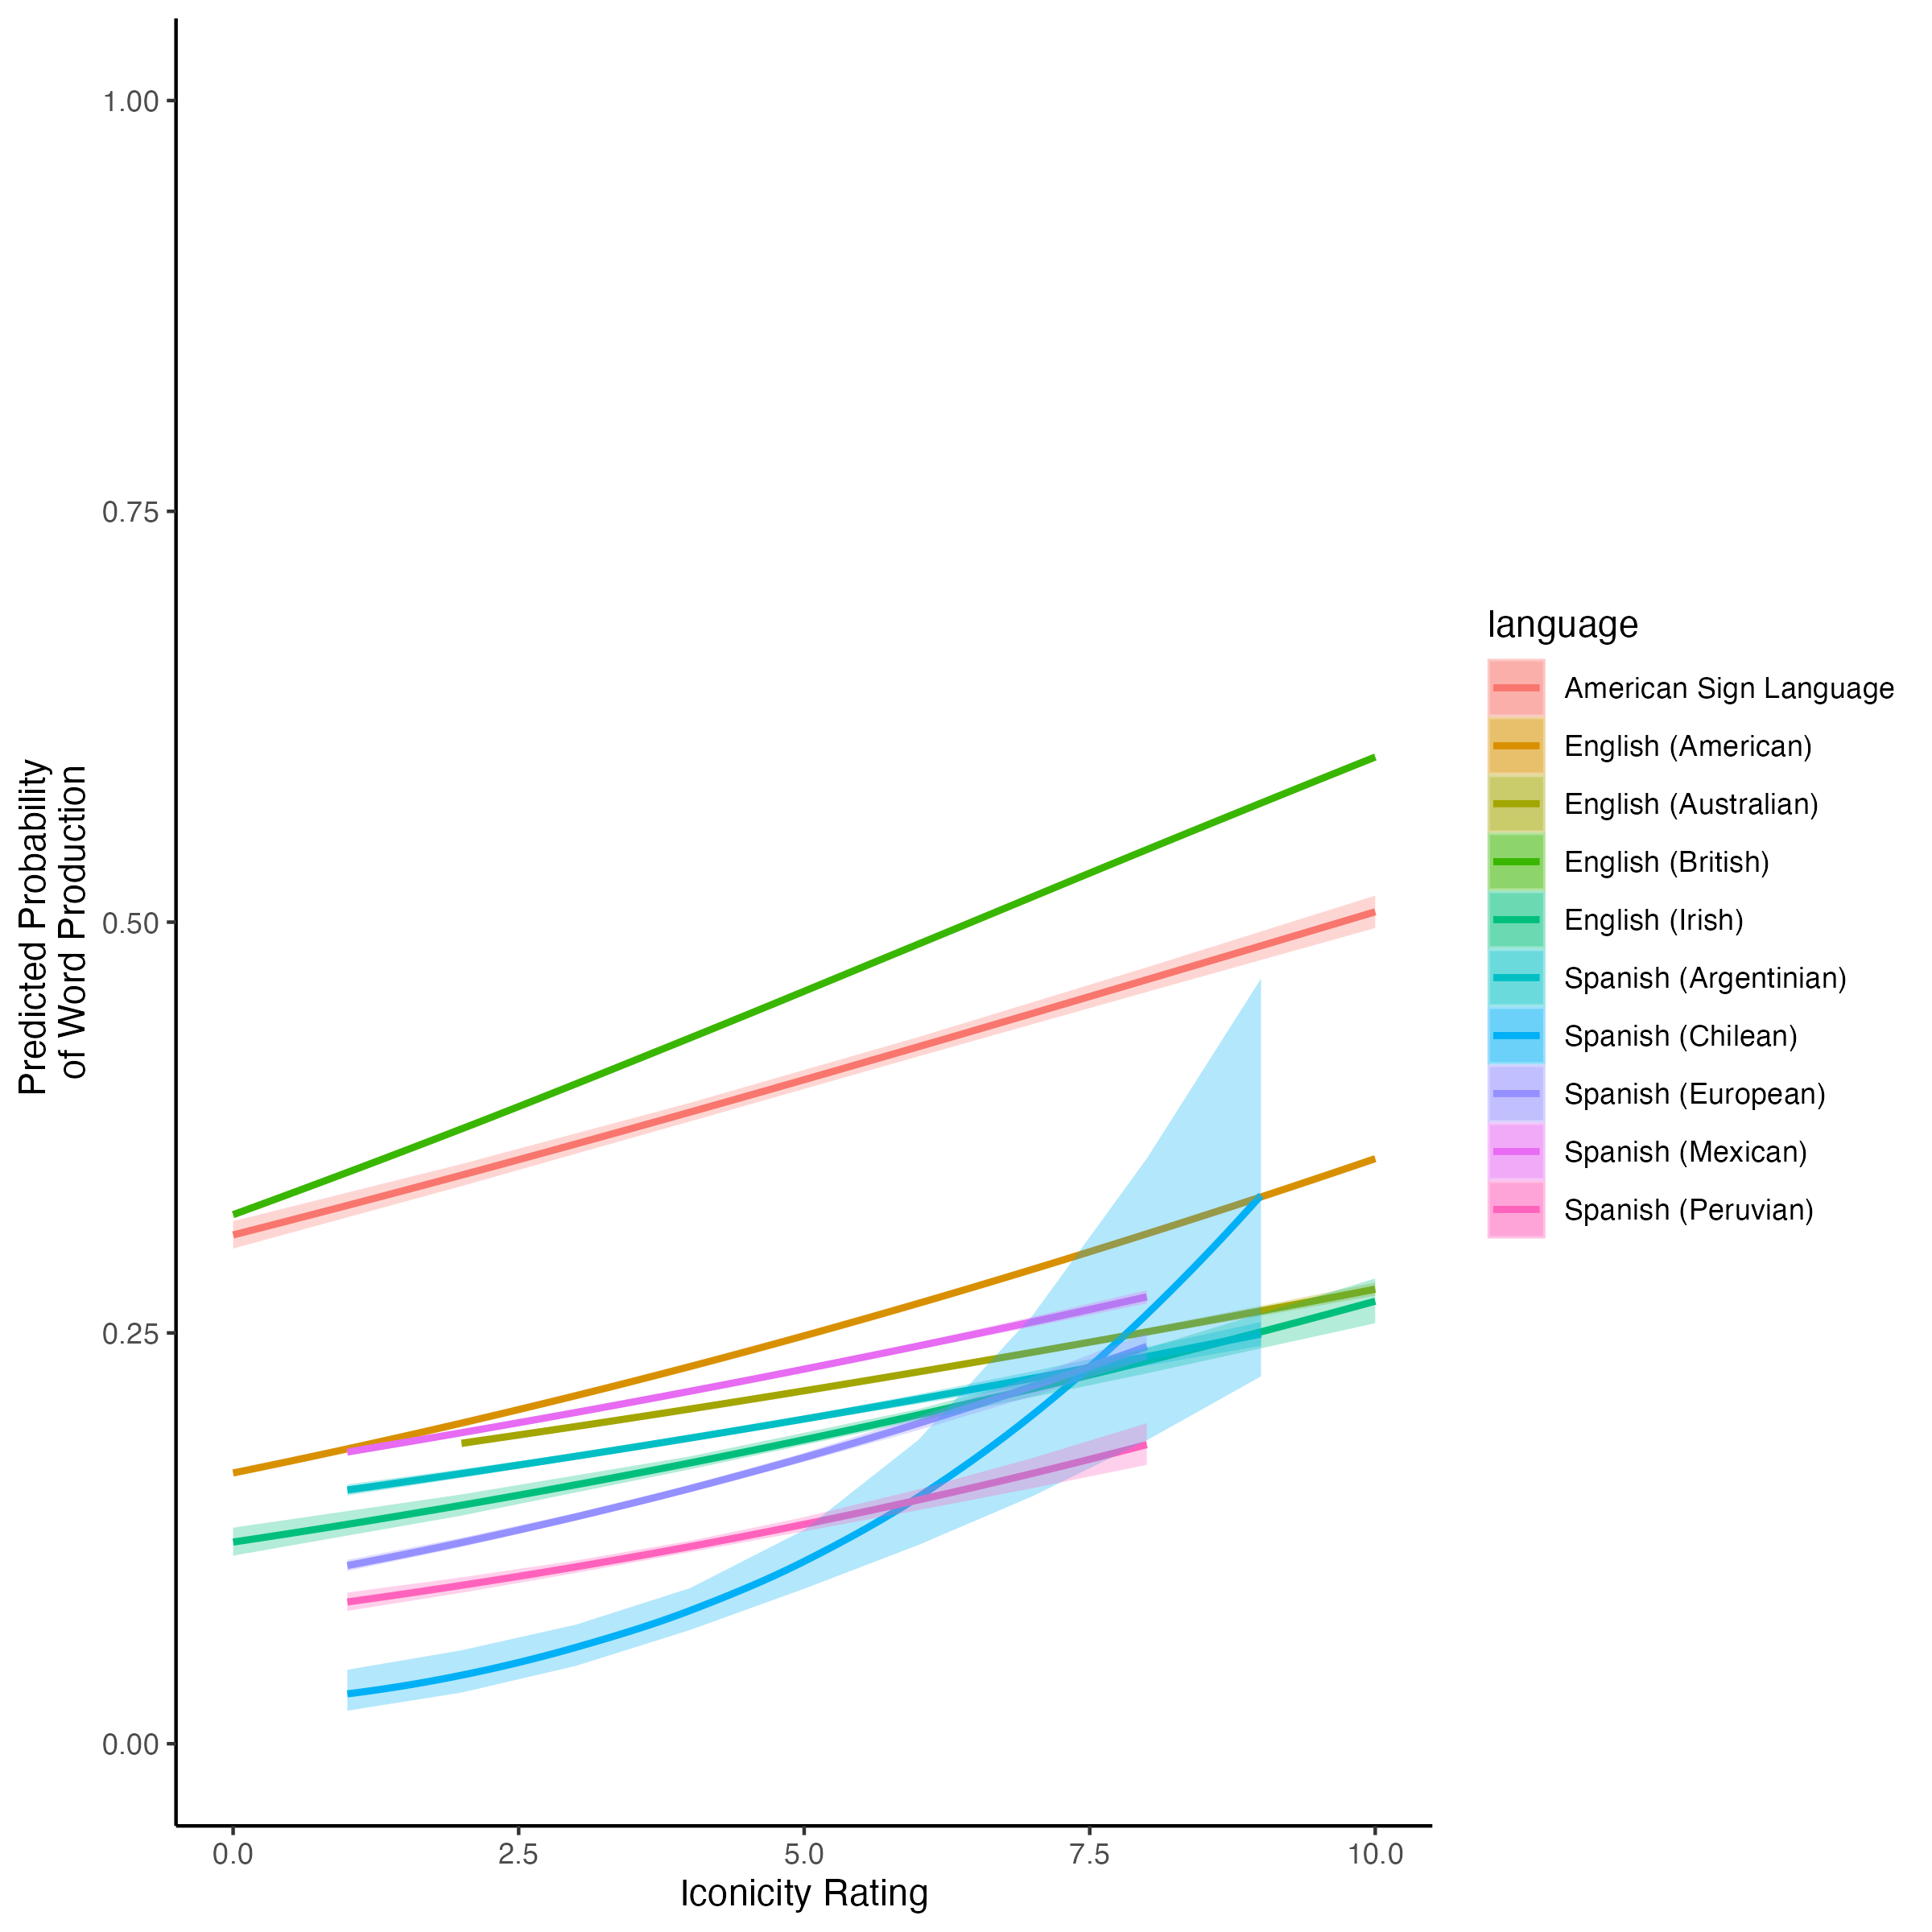 1.00
0.75
0.50
0.25
0.00
Predicted Probability
of Word Production
0.0
2.5
5.0
7.5
10.0
Iconicity Rating
language
American Sign Language
English (American)
English (Australian)
English (British)
English (Irish)
Spanish (Argentinian)
Spanish (Chilean)
Spanish (European)
Spanish (Mexican)
Spanish (Peruvian)